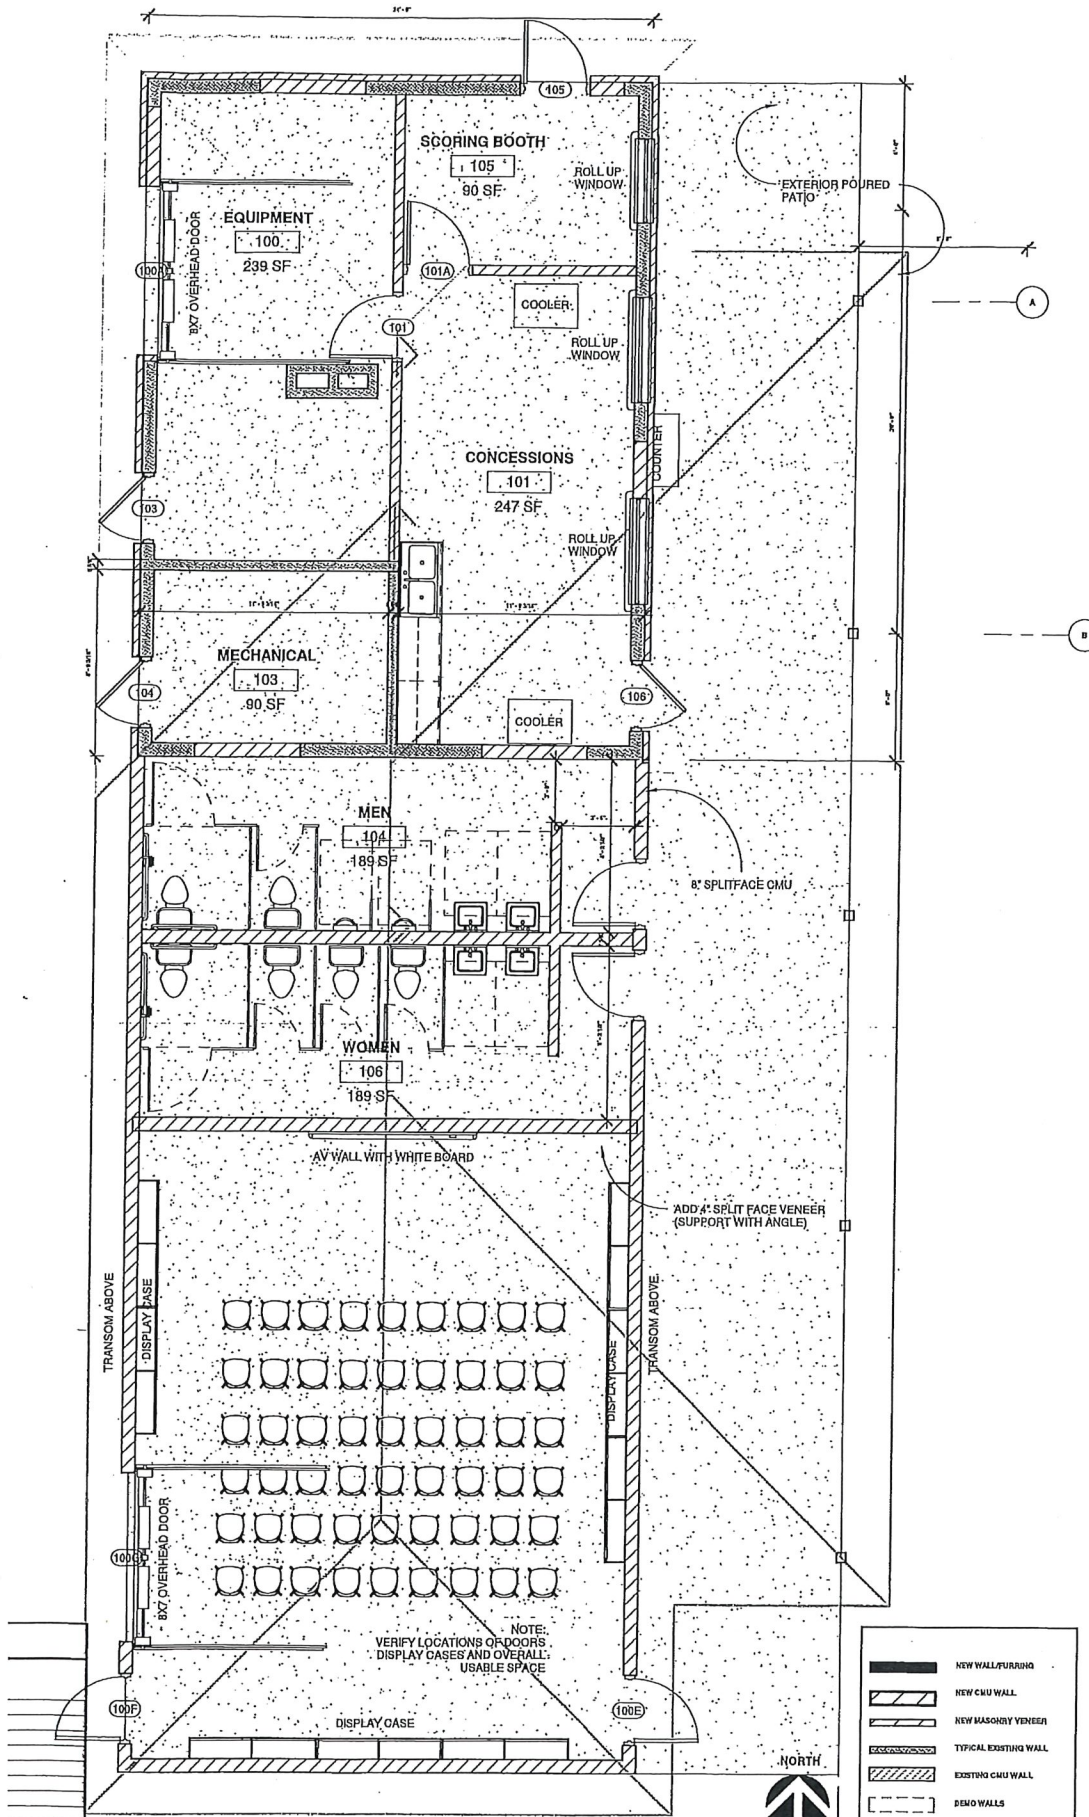 SCORING BOOTH
105
90 SF
105
ROLL UP
WINDOW
EXTERIOR POURED
PATIO
EQUIPMENT
100
239 SF
8X7 OVERHEAD DOOR
101A
COOLER
A
101
ROLL UP
WINDOW
CONCESSIONS
101
247 SF
COUNTER
103
ROLL UP
WINDOW
B
MECHANICAL
103
90 SF
104
106
COOLER
MEN
104
189 SF
8" SPLITFACE CMU
WOMEN
106
189 SF
AV WALL WITH WHITE BOARD
ADD 4" SPLIT FACE VENEER
(SUPPORT WITH ANGLE)
TRANSOM ABOVE
DISPLAY CASE
DISPLAY CASE
TRANSOM ABOVE
8X7 OVERHEAD DOOR
NOTE:
VERIFY LOCATIONS OF DOORS
DISPLAY CASES AND OVERALL
USABLE SPACE
100F
100E
DISPLAY CASE
NORTH
NEW WALL/FURRING
NEW CMU WALL
NEW MASONRY VENEER
TYPICAL EXISTING WALL
EXISTING CMU WALL
DEMO WALLS